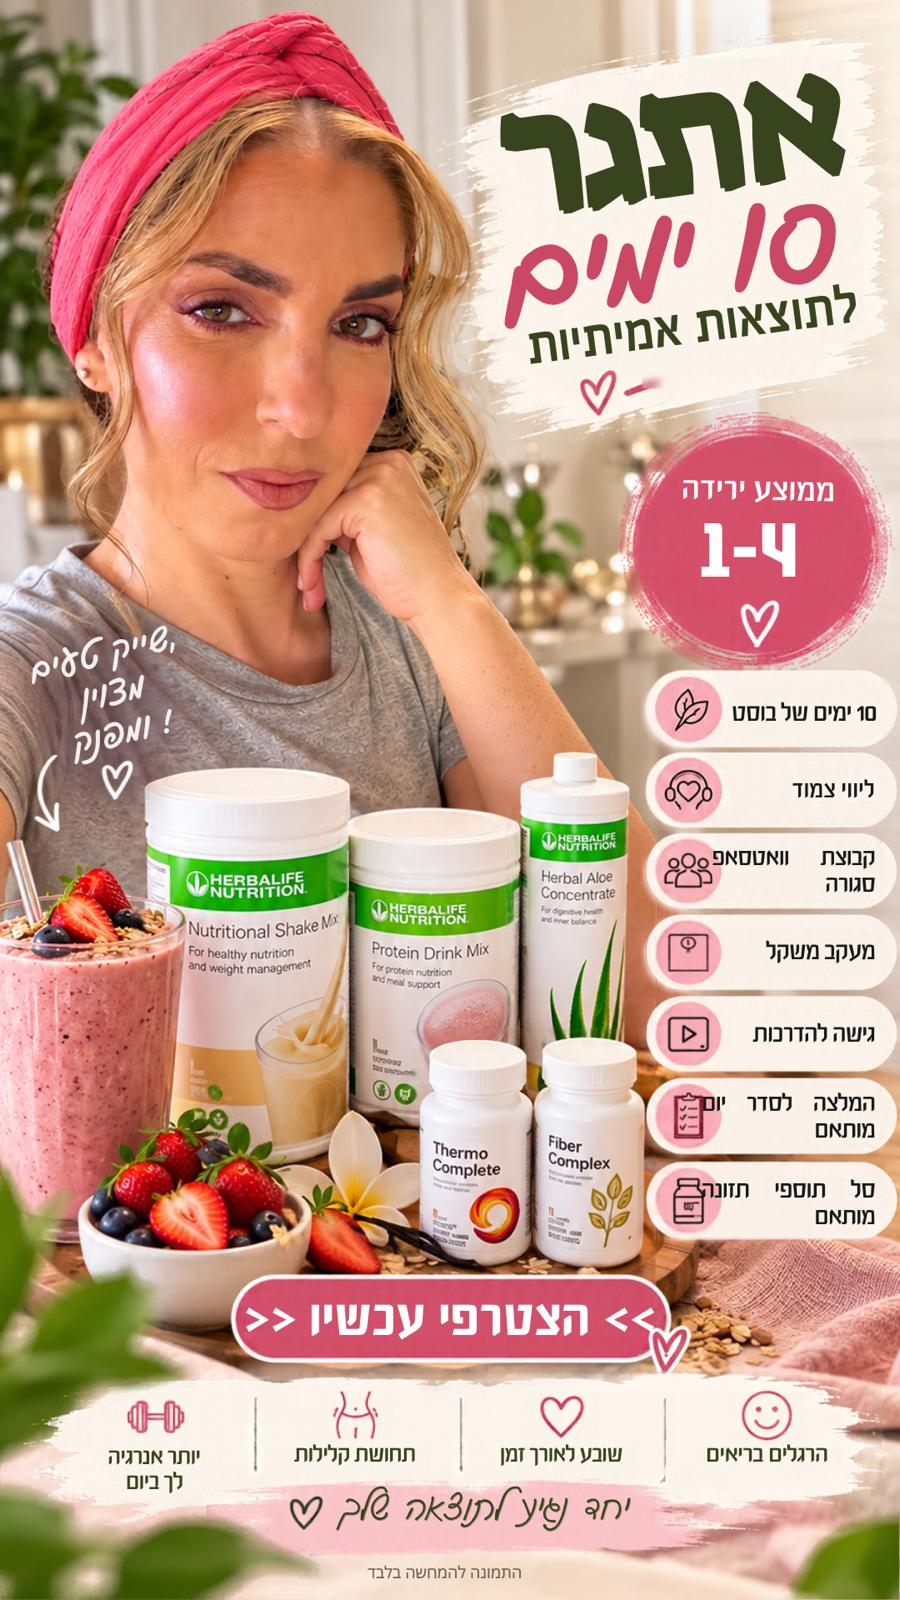 אתגר
10 ימים
לתוצאות אמיתיות
ממוצע ירידה
1-4
שייק טעים,
מצוין
ומפנק !
10 ימים של בוסט
ליווי צמוד
קבוצת וואטסאפ
סגורה
מעקב משקל
גישה להדרכות
המלצה לסדר יום
מותאם
סל תוספי תזונה
מותאם
HERBALIFE
NUTRITION
Nutritional Shake Mix
For healthy nutrition
and weight management
HERBALIFE
NUTRITION
Protein Drink Mix
For protein nutrition
and meal support
HERBALIFE
NUTRITION
Herbal Aloe
Concentrate
For digestive health
and inner balance
Thermo
Complete
Fiber
Complex
>> הצטרפי עכשיו <<
הרגלים בריאים
שובע לאורך זמן
תחושת קלילות
יותר אנרגיה
לך ביום
יחד נגיע לתוצאה שלך
התמונה להמחשה בלבד